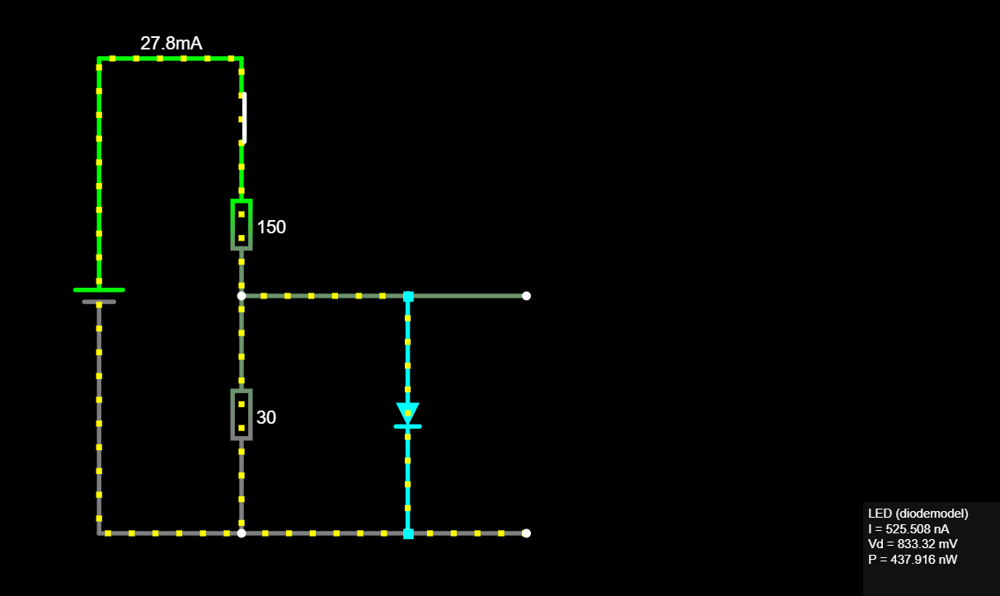 27.8mA
150
30
LED (diodemodel)
I = 525.508 nA
Vd = 833.32 mV
P = 437.916 nW